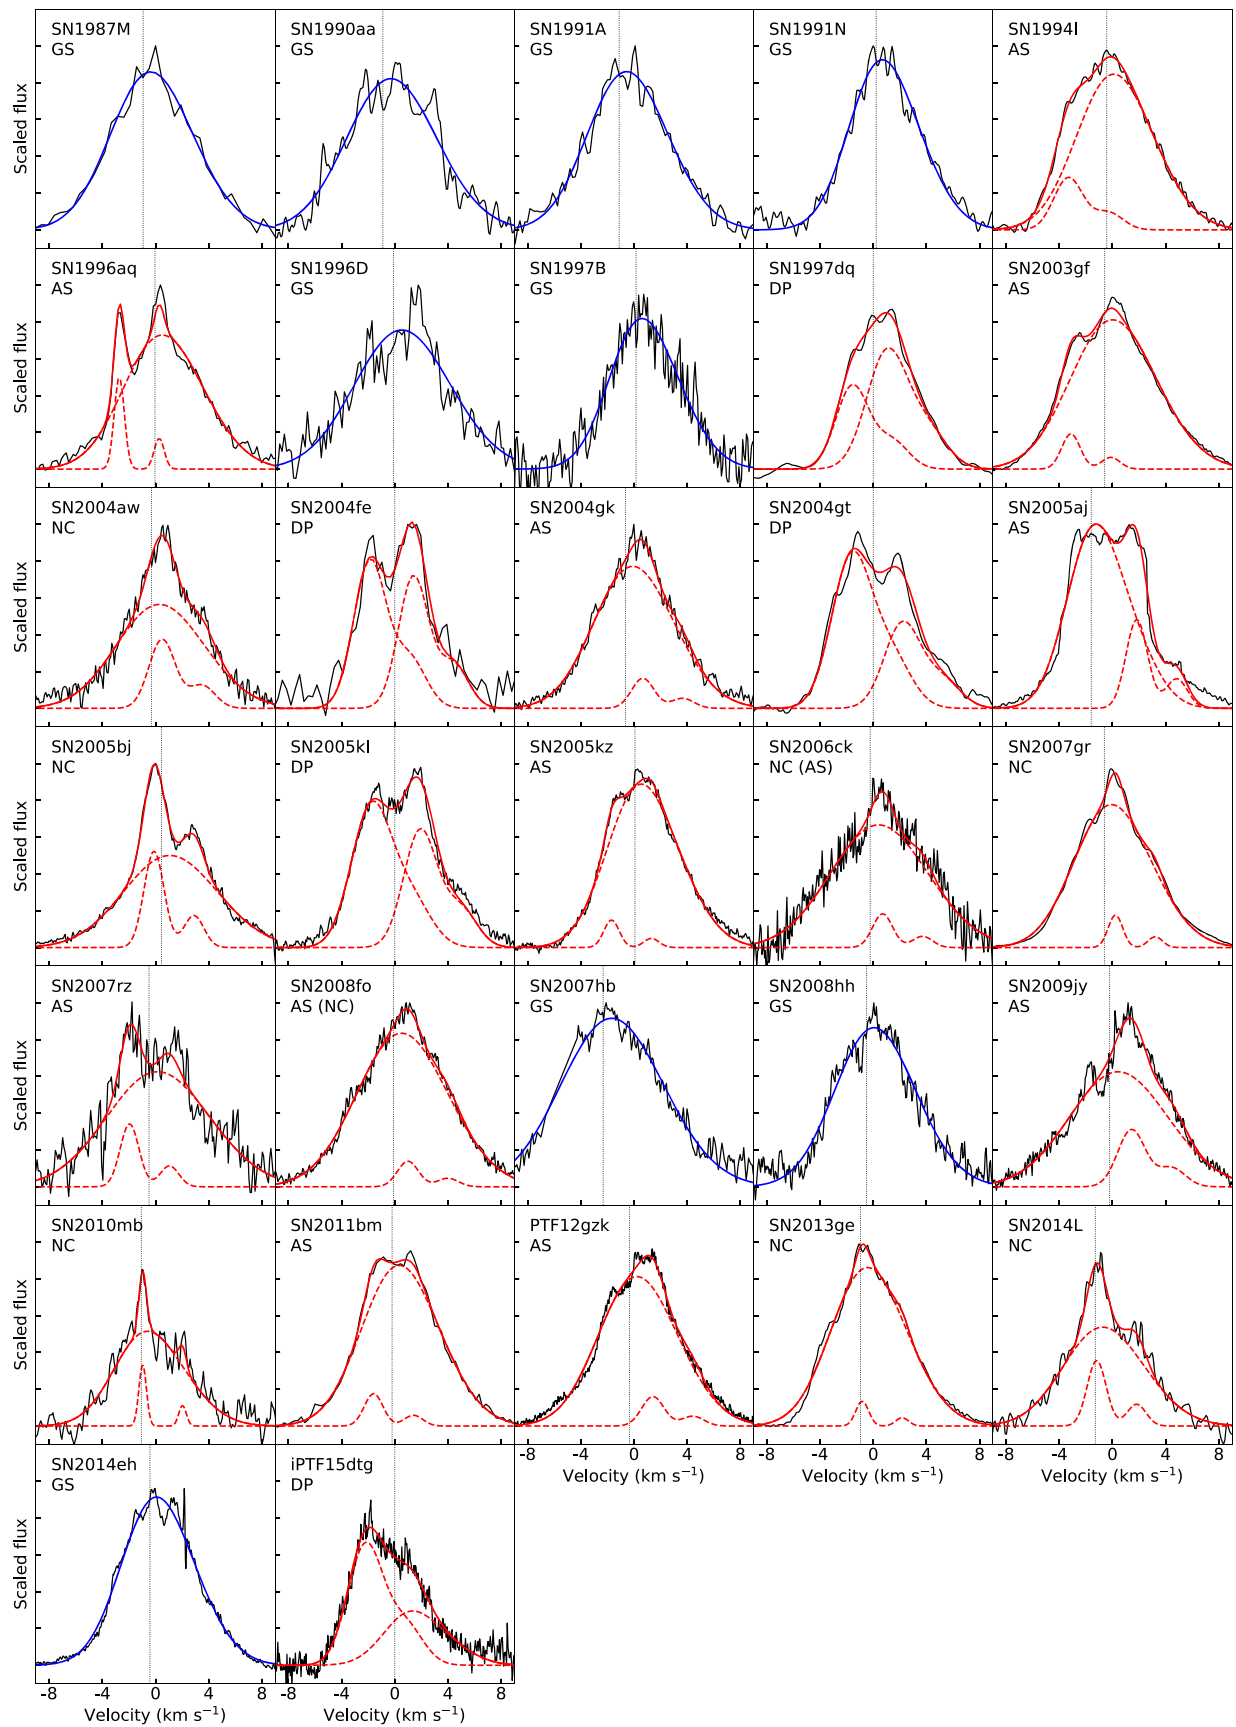 SN1987M
GS
SN1990aa
GS
SN1991A
GS
SN1991N
GS
SN1994I
AS
Scaled flux
SN1996aq
AS
SN1996D
GS
SN1997B
GS
SN1997dq
DP
SN2003gf
AS
Scaled flux
SN2004aw
NC
SN2004fe
DP
SN2004gk
AS
SN2004gt
DP
SN2005aj
AS
Scaled flux
SN2005bj
NC
SN2005kl
DP
SN2005kz
AS
SN2006ck
NC (AS)
SN2007gr
NC
Scaled flux
SN2007rz
AS
SN2008fo
AS (NC)
SN2007hb
GS
SN2008hh
GS
SN2009jy
AS
Scaled flux
SN2010mb
NC
SN2011bm
AS
PTF12gzk
AS
SN2013ge
NC
SN2014L
NC
Scaled flux
-8 -4 0 4 8
-8 -4 0 4 8
-8 -4 0 4 8
Velocity (km s⁻¹)
Velocity (km s⁻¹)
Velocity (km s⁻¹)
SN2014eh
GS
iPTF15dtg
DP
Scaled flux
-8 -4 0 4 8
-8 -4 0 4 8
Velocity (km s⁻¹)
Velocity (km s⁻¹)